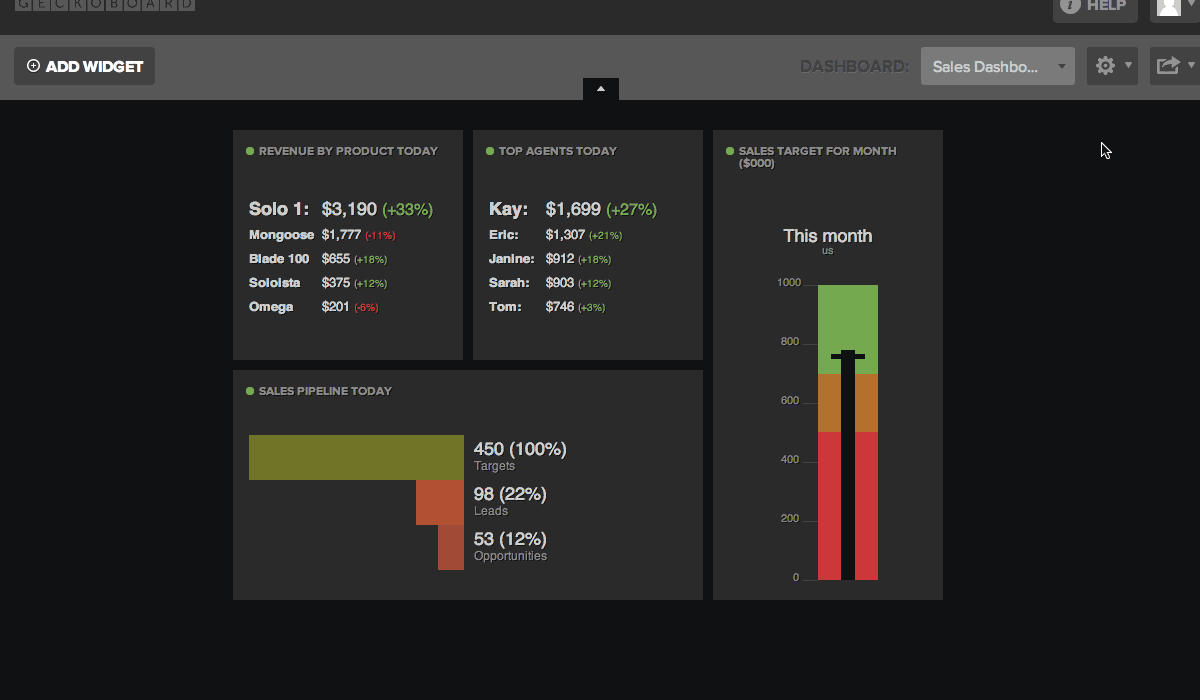 GECKOBOARD
HELP
ADD WIDGET
DASHBOARD:
Sales Dashbo...
REVENUE BY PRODUCT TODAY
Solo 1: $3,190 (+33%)
Mongoose $1,777 (-11%)
Blade 100 $655 (+18%)
Soloista $375 (+12%)
Omega $201 (-6%)
TOP AGENTS TODAY
Kay: $1,699 (+27%)
Eric: $1,307 (+21%)
Janine: $912 (+18%)
Sarah: $903 (+12%)
Tom: $746 (+3%)
SALES TARGET FOR MONTH
($000)
This month
us
1000
800
600
400
200
0
SALES PIPELINE TODAY
450 (100%)
Targets
98 (22%)
Leads
53 (12%)
Opportunities